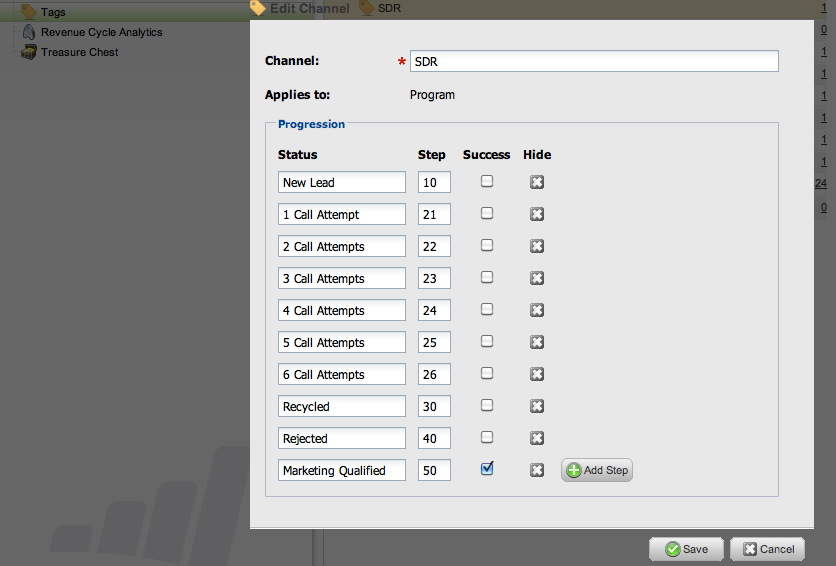 Tags
Revenue Cycle Analytics
Treasure Chest
Edit Channel SDR
1
0
1
1
1
1
1
1
24
0
Channel: * SDR
Applies to: Program
Progression
Status Step Success Hide
New Lead 10
1 Call Attempt 21
2 Call Attempts 22
3 Call Attempts 23
4 Call Attempts 24
5 Call Attempts 25
6 Call Attempts 26
Recycled 30
Rejected 40
Marketing Qualified 50 Add Step
Save Cancel